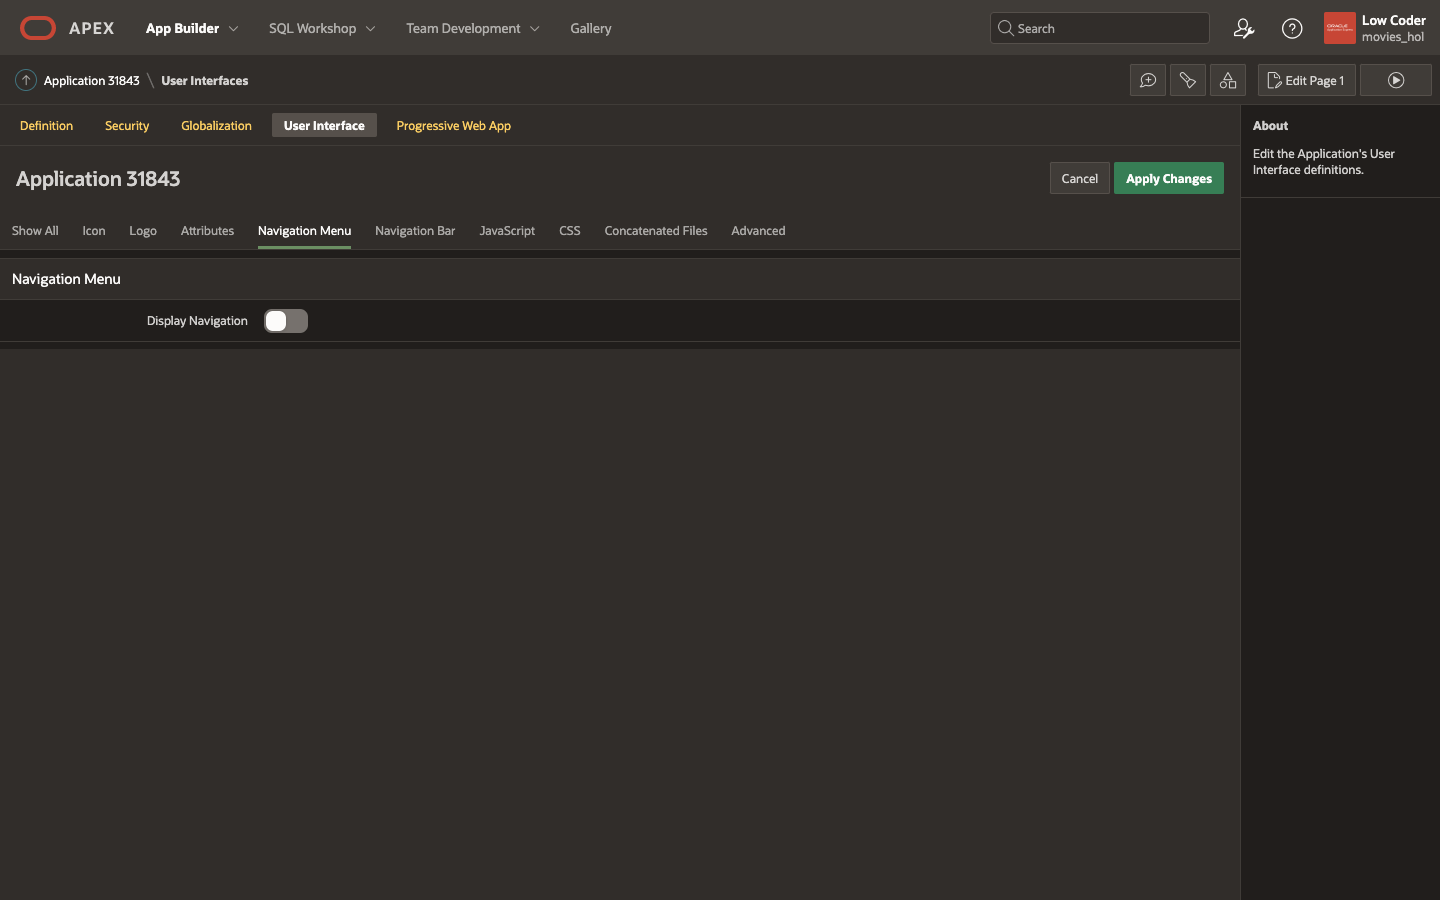 APEX
App Builder
SQL Workshop
Team Development
Gallery
Search
Low Coder
movies_hol
Application 31843
User Interfaces
Edit Page 1
Definition
Security
Globalization
User Interface
Progressive Web App
About
Edit the Application's User
Interface definitions.
Application 31843
Cancel
Apply Changes
Show All
Icon
Logo
Attributes
Navigation Menu
Navigation Bar
JavaScript
CSS
Concatenated Files
Advanced
Navigation Menu
Display Navigation